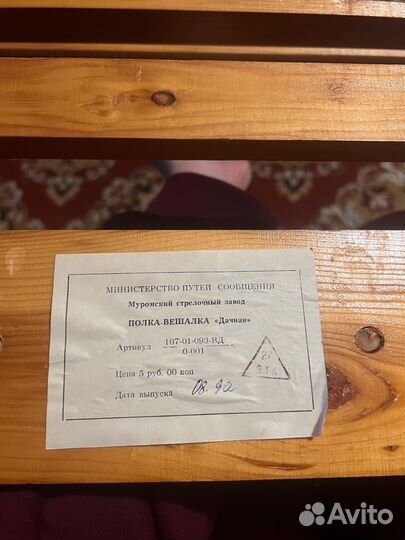 МИНИСТЕРСТВО ПУТЕЙ СООБЩЕНИЯ
Муромский стрелочный завод
ПОЛКА-ВЕШАЛКА «Дачная»
Артикул 107-01-093-ВД
0-001
Цена 5 руб. 00 коп
Дата выпуска 08.92
27
Avito